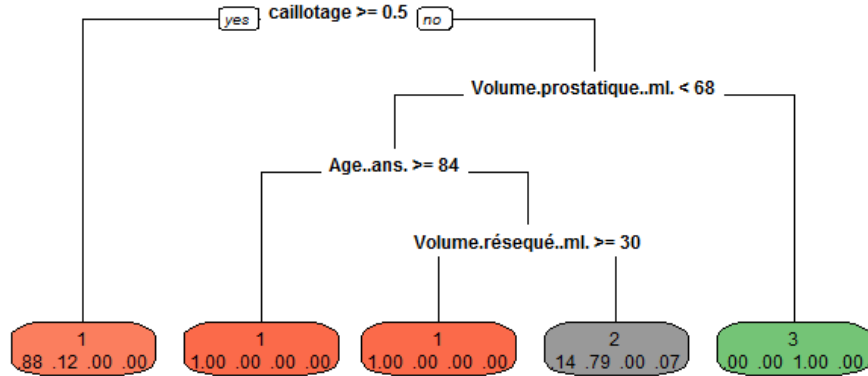 yes caillotage >= 0.5 no
Volume.prostatique..ml. < 68
Age..ans. >= 84
Volume.résequé..ml. >= 30
1 1 1 2 3
.88 .12 .00 .00 1.00 .00 .00 .00 1.00 .00 .00 .00 .14 .79 .00 .07 .00 .00 1.00 .00